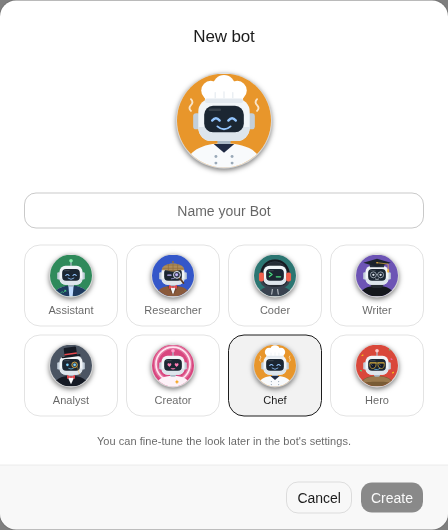 New bot
Name your Bot
Assistant
Researcher
Coder
Writer
Analyst
Creator
Chef
Hero
You can fine-tune the look later in the bot's settings.
Cancel
Create